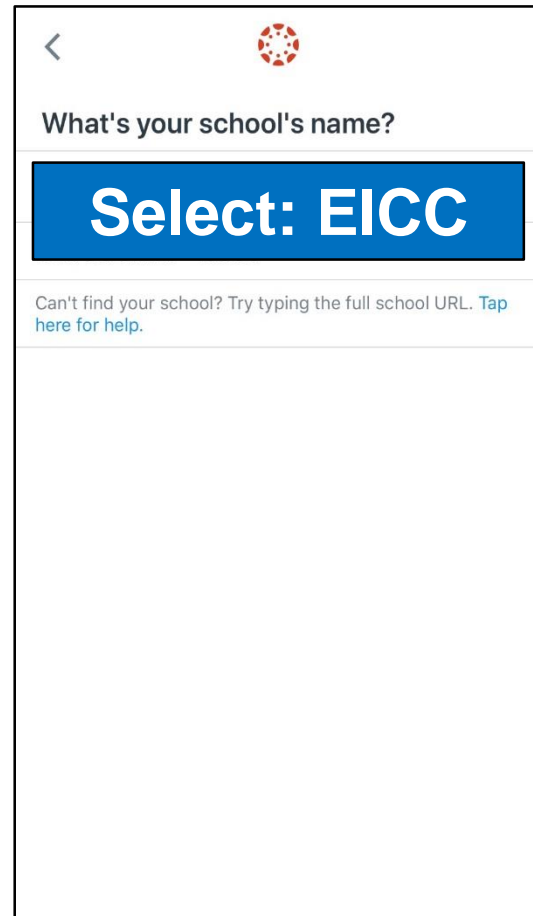 What's your school's name?
Select: EICC
Can't find your school? Try typing the full school URL. Tap
here for help.